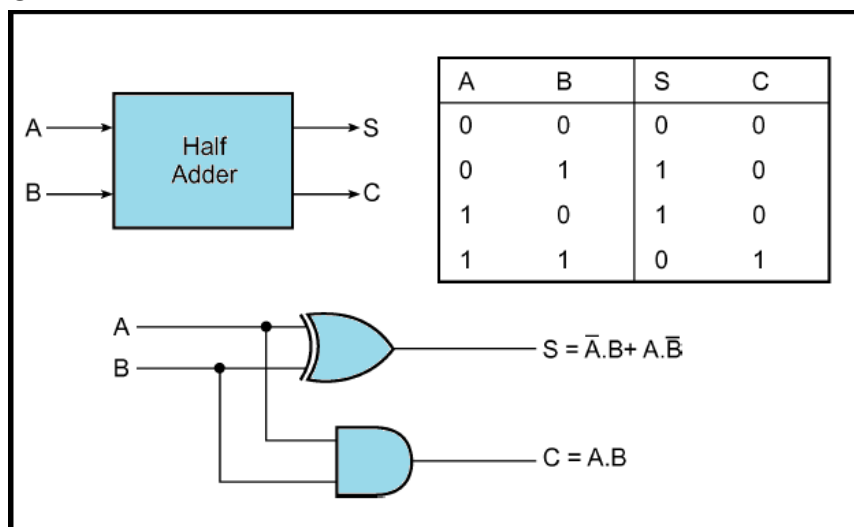 A
B
Half
Adder
S
C
A B S C
0 0 0 0
0 1 1 0
1 0 1 0
1 1 0 1
A
B
S = A̅.B+ A.B̅
C = A.B